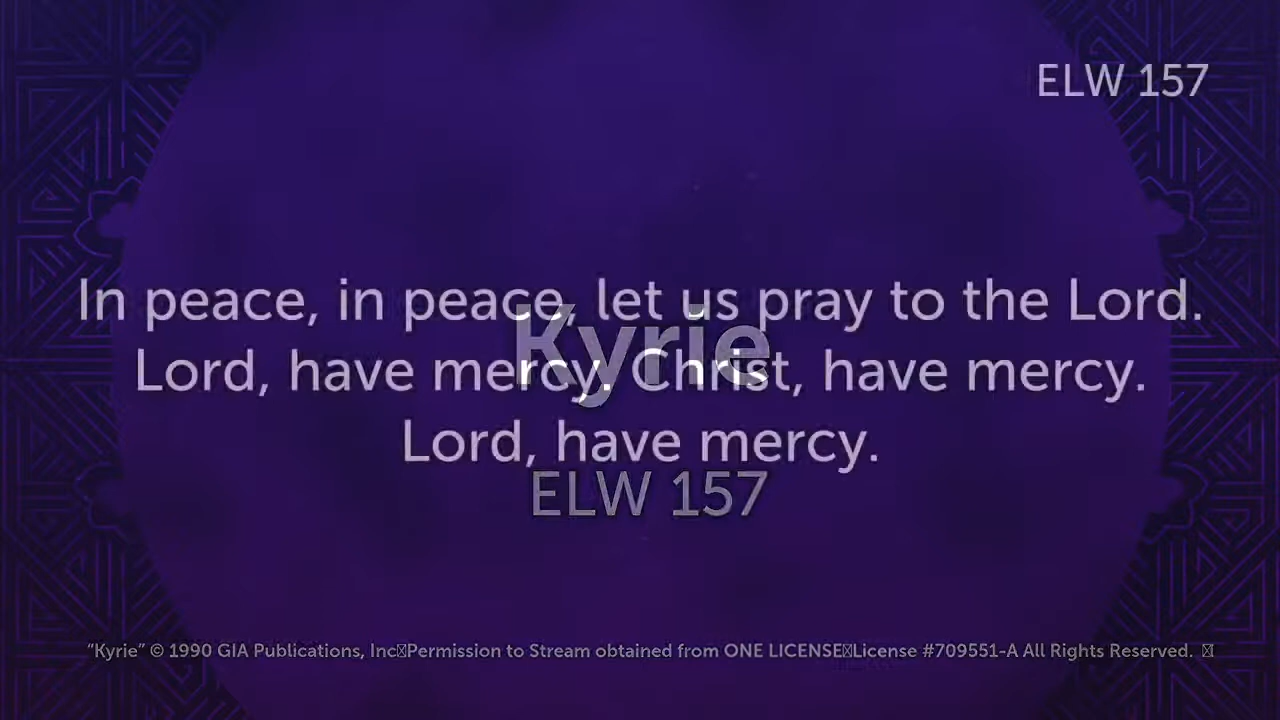 ELW 157
In peace, in peace, let us pray to the Lord.
Kyrie
Lord, have mercy. Christ, have mercy.
Lord, have mercy.
ELW 157
“Kyrie” © 1990 GIA Publications, Inc Permission to Stream obtained from ONE LICENSE License #709551-A All Rights Reserved.